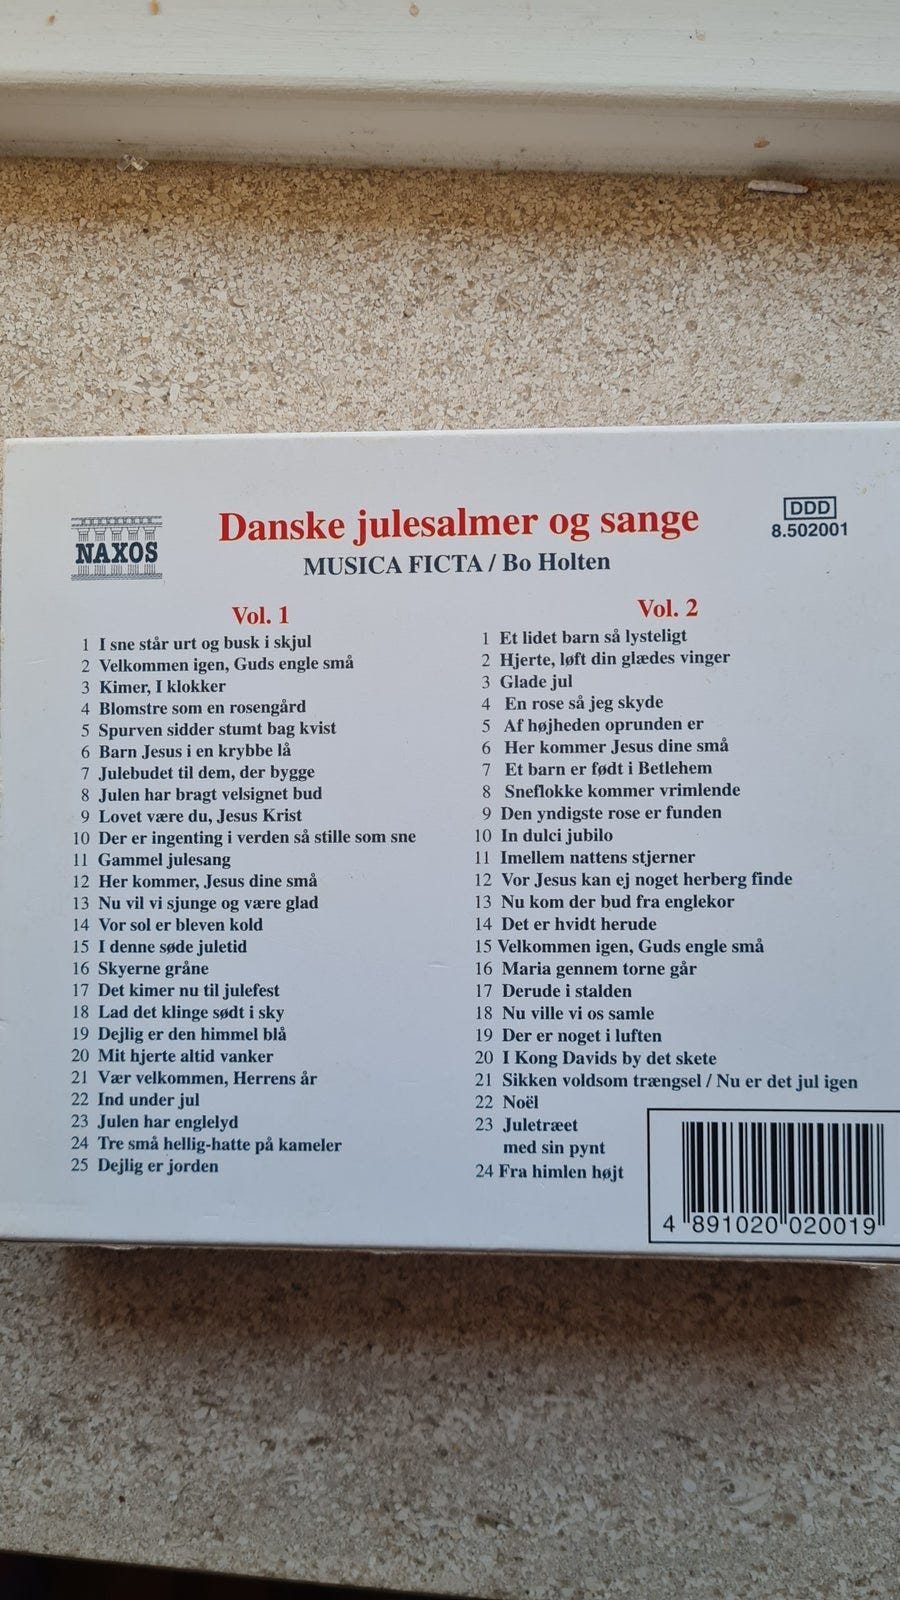 NAXOS
Danske julesalmer og sange
MUSICA FICTA / Bo Holten
DDD
8.502001
Vol. 1
1 I sne står urt og busk i skjul
2 Velkommen igen, Guds engle små
3 Kimer, I klokker
4 Blomstre som en rosengård
5 Spurven sidder stumt bag kvist
6 Barn Jesus i en krybbe lå
7 Julebudet til dem, der bygge
8 Julen har bragt velsignet bud
9 Lovet være du, Jesus Krist
10 Der er ingenting i verden så stille som sne
11 Gammel julesang
12 Her kommer, Jesus dine små
13 Nu vil vi sjunge og være glad
14 Vor sol er bleven kold
15 I denne søde juletid
16 Skyerne gråne
17 Det kimer nu til julefest
18 Lad det klinge sødt i sky
19 Dejlig er den himmel blå
20 Mit hjerte altid vanker
21 Vær velkommen, Herrens år
22 Ind under jul
23 Julen har englelyd
24 Tre små hellig-hatte på kameler
25 Dejlig er jorden
Vol. 2
1 Et lidet barn så lysteligt
2 Hjerte, løft din glædes vinger
3 Glade jul
4 En rose så jeg skyde
5 Af højheden oprunden er
6 Her kommer Jesus dine små
7 Et barn er født i Betlehem
8 Sneflokke kommer vrimlende
9 Den yndigste rose er funden
10 In dulci jubilo
11 Imellem nattens stjerner
12 Vor Jesus kan ej noget herberg finde
13 Nu kom der bud fra englekor
14 Det er hvidt herude
15 Velkommen igen, Guds engle små
16 Maria gennem torne går
17 Derude i stalden
18 Nu ville vi os samle
19 Der er noget i luften
20 I Kong Davids by det skete
21 Sikken voldsom trængsel / Nu er det jul igen
22 Noël
23 Juletræet
med sin pynt
24 Fra himlen højt
4 891020 020019